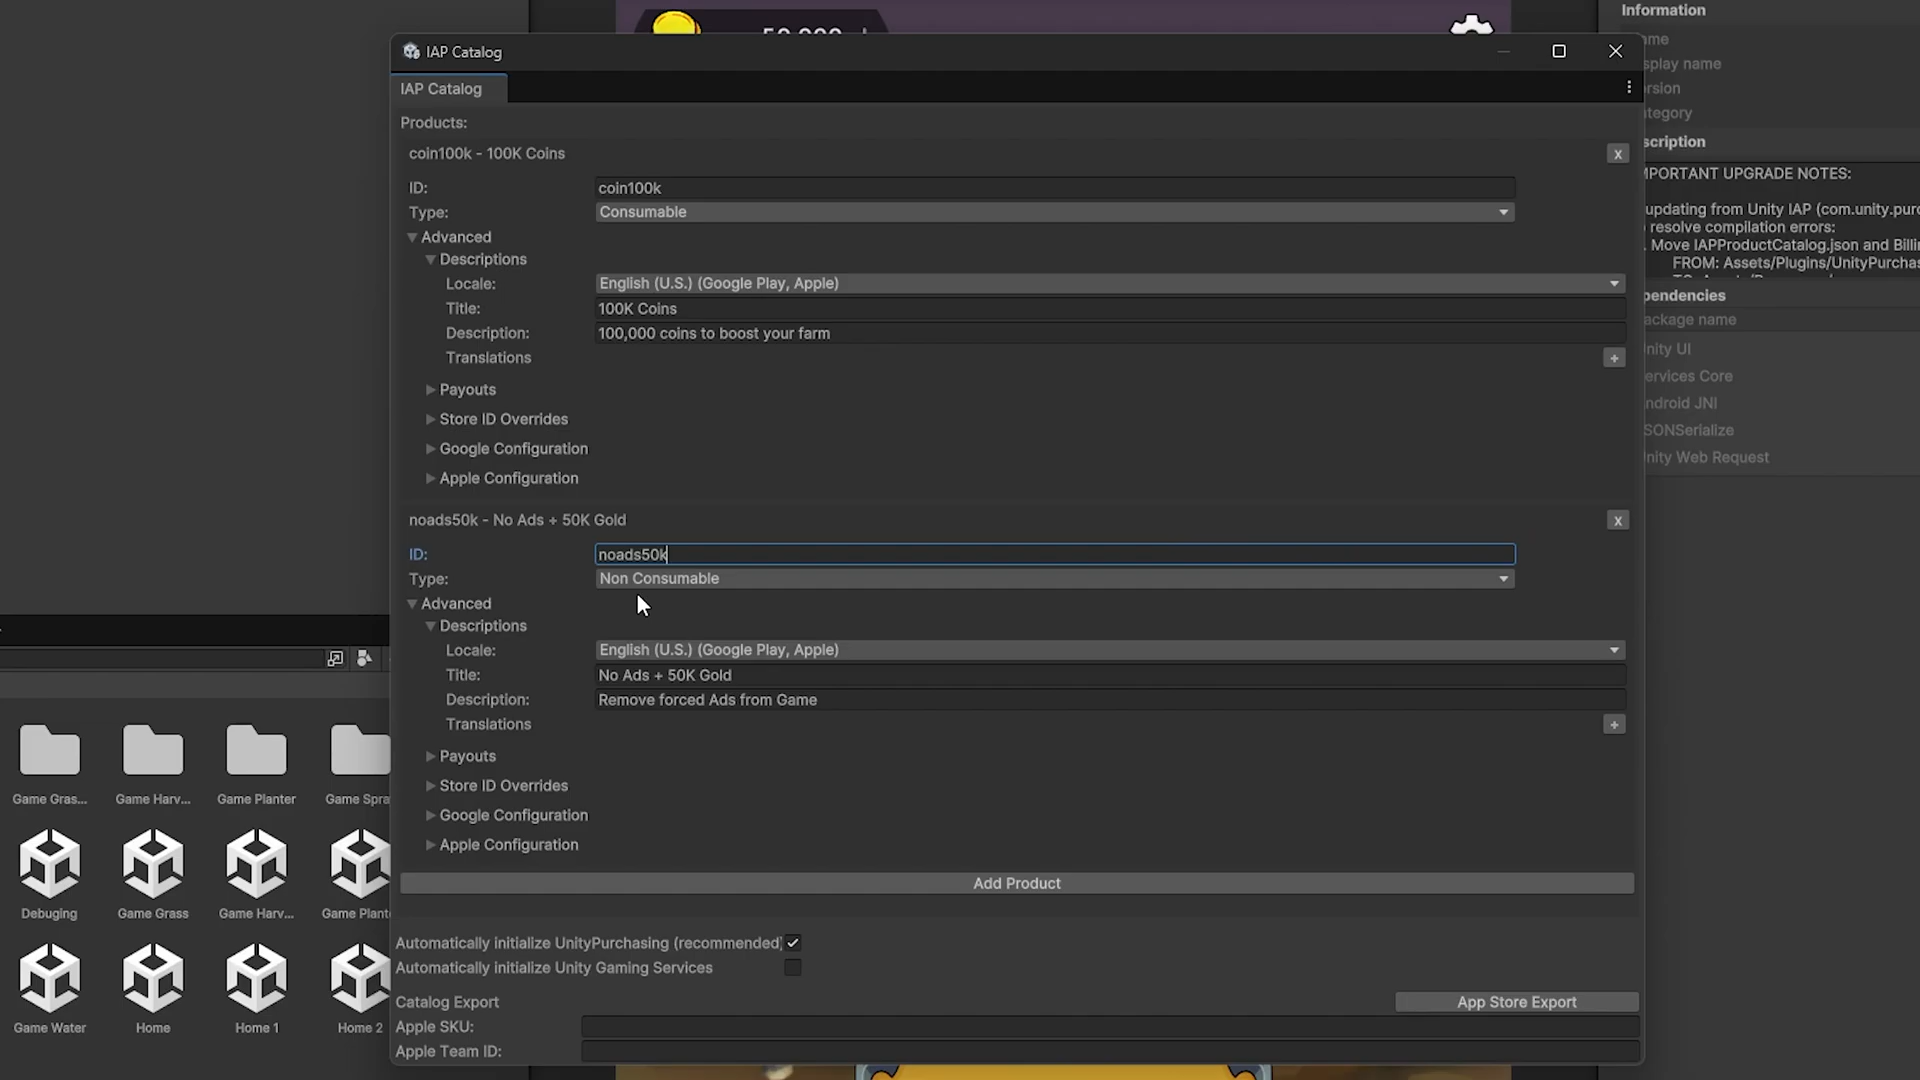 Information
IAP Catalog
IAP Catalog
Products:
coin100k - 100K Coins
x
ID:
coin100k
Type:
Consumable
Advanced
Descriptions
Locale:
English (U.S.) (Google Play, Apple)
Title:
100K Coins
Description:
100,000 coins to boost your farm
Translations
+
Payouts
Store ID Overrides
Google Configuration
Apple Configuration
noads50k - No Ads + 50K Gold
x
ID:
noads50k
Type:
Non Consumable
Advanced
Descriptions
Locale:
English (U.S.) (Google Play, Apple)
Title:
No Ads + 50K Gold
Description:
Remove forced Ads from Game
Translations
+
Payouts
Store ID Overrides
Google Configuration
Apple Configuration
Add Product
Automatically initialize UnityPurchasing (recommended)
Automatically initialize Unity Gaming Services
Catalog Export
App Store Export
Apple SKU:
Apple Team ID:
ame
splay name
ersion
ategory
scription
MPORTANT UPGRADE NOTES:
updating from Unity IAP (com.unity.purc
resolve compilation errors:
. Move IAPProductCatalog.json and Billi
FROM: Assets/Plugins/UnityPurchas
pendencies
ackage name
nity UI
ervices Core
ndroid JNI
SONSerialize
nity Web Request
Game Gras...
Game Harv...
Game Planter
Game Spra
Debuging
Game Grass
Game Harv...
Game Plant
Game Water
Home
Home 1
Home 2